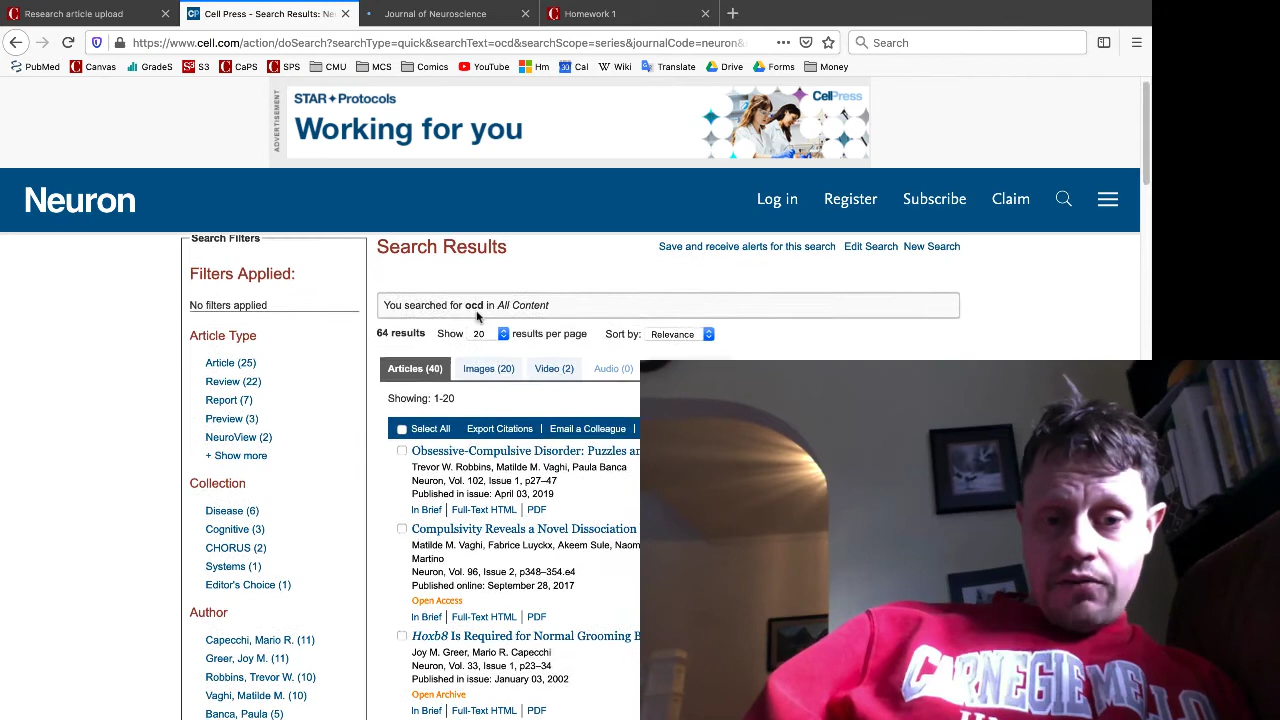 Research article upload
Cell Press - Search Results: Ne
Journal of Neuroscience
Homework 1
https://www.cell.com/action/doSearch?searchType=quick&searchText=ocd&searchScope=series&journalCode=neuron&
Search
PubMed
Canvas
GradeS
S3
CaPS
SPS
CMU
MCS
Comics
YouTube
Hm
Cal
Wiki
Translate
Drive
Forms
Money
ADVERTISEMENT
STAR Protocols
CellPress
Working for you
Neuron
Log in
Register
Subscribe
Claim
Search Filters
Filters Applied:
No filters applied
Article Type
Article (25)
Review (22)
Report (7)
Preview (3)
NeuroView (2)
+ Show more
Collection
Disease (6)
Cognitive (3)
CHORUS (2)
Systems (1)
Editor's Choice (1)
Author
Capecchi, Mario R. (11)
Greer, Joy M. (11)
Robbins, Trevor W. (10)
Vaghi, Matilde M. (10)
Banca, Paula (5)
Search Results
Save and receive alerts for this search
Edit Search
New Search
You searched for ocd in All Content
64 results Show 20 results per page Sort by: Relevance
Articles (40)
Images (20)
Video (2)
Audio (0)
Showing: 1-20
Select All
Export Citations
Email a Colleague
Obsessive-Compulsive Disorder: Puzzles a
Trevor W. Robbins, Matilde M. Vaghi, Paula Banca
Neuron, Vol. 102, Issue 1, p27–47
Published in issue: April 03, 2019
In Brief | Full-Text HTML | PDF
Compulsivity Reveals a Novel Dissociation
Matilde M. Vaghi, Fabrice Luyckx, Akeem Sule, Naom
Martino
Neuron, Vol. 96, Issue 2, p348–354.e4
Published online: September 28, 2017
Open Access
In Brief | Full-Text HTML | PDF
Hoxb8 Is Required for Normal Grooming B
Joy M. Greer, Mario R. Capecchi
Neuron, Vol. 33, Issue 1, p23–34
Published in issue: January 03, 2002
Open Archive
In Brief | Full-Text HTML | PDF
CARNEGIE MELLO